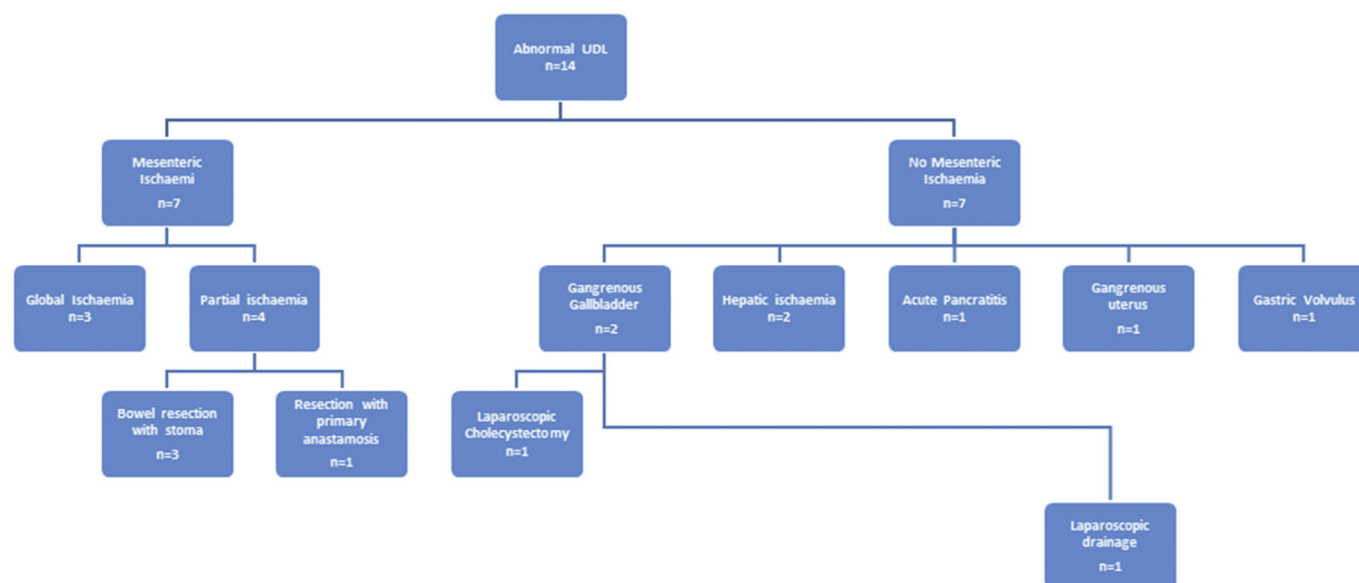 Abnormal UDL
n=14
Mesenteric
Ischaemi
n=7
No Mesenteric
Ischaemia
n=7
Global Ischaemia
n=3
Partial ischaemia
n=4
Gangrenous
Gallbladder
n=2
Hepatic ischaemia
n=2
Acute Pancratitis
n=1
Gangrenous
uterus
n=1
Gastric Volvulus
n=1
Bowel resection
with stoma
n=3
Resection with
primary
anastamosis
n=1
Laparoscopic
Cholecystectomy
n=1
Laparoscopic
drainage
n=1